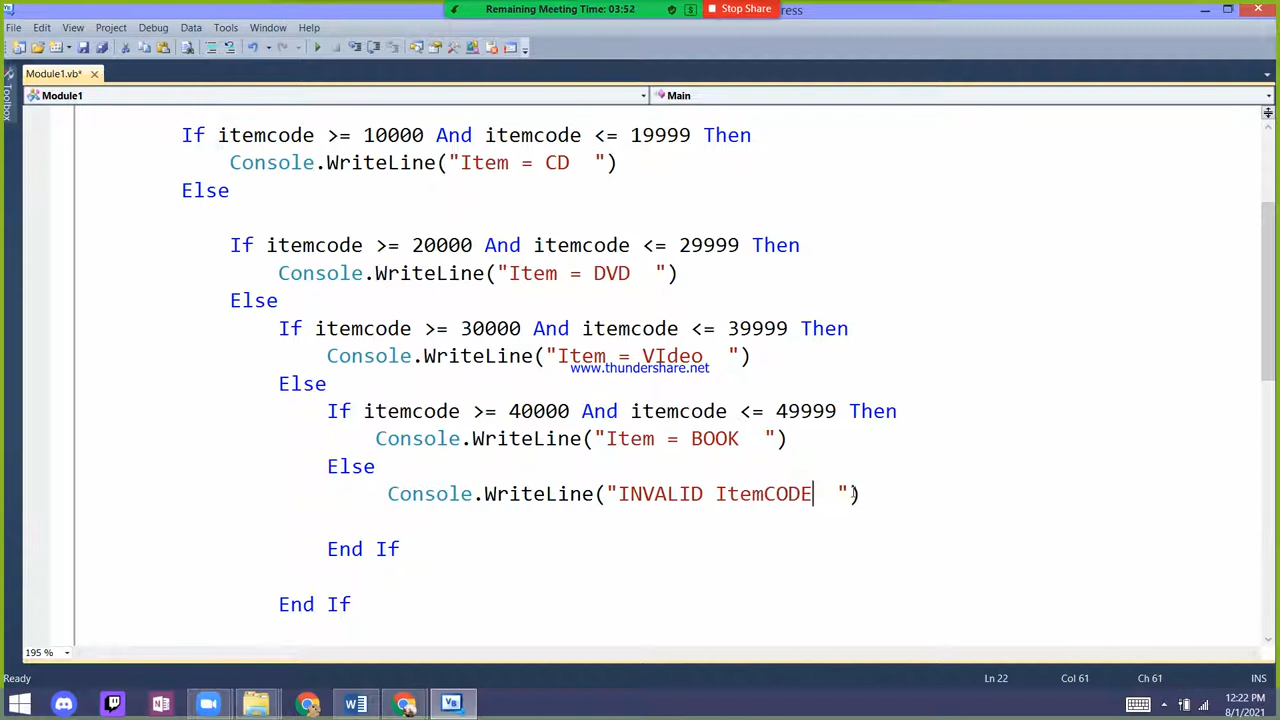 Remaining Meeting Time: 03:52
Stop Share
ress
File Edit View Project Debug Data Tools Window Help
Module1.vb*
Toolbox
Module1
Main
If itemcode >= 10000 And itemcode <= 19999 Then
Console.WriteLine("Item = CD  ")
Else
If itemcode >= 20000 And itemcode <= 29999 Then
Console.WriteLine("Item = DVD  ")
Else
If itemcode >= 30000 And itemcode <= 39999 Then
Console.WriteLine("Item = VIdeo  ")
www.thundershare.net
Else
If itemcode >= 40000 And itemcode <= 49999 Then
Console.WriteLine("Item = BOOK  ")
Else
Console.WriteLine("INVALID ItemCODE  ")
End If
End If
195 %
Ready
Ln 22
Col 61
Ch 61
INS
12:22 PM
8/1/2021